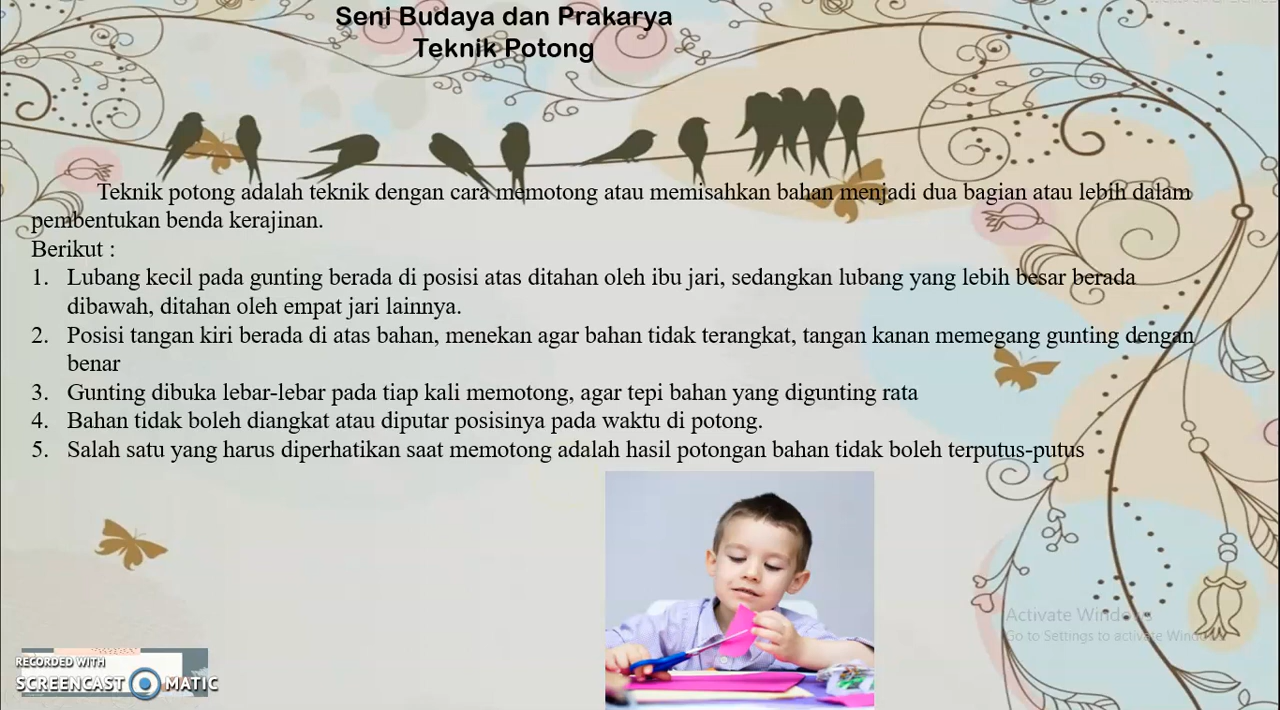 Seni Budaya dan Prakarya
Teknik Potong
Teknik potong adalah teknik dengan cara memotong atau memisahkan bahan menjadi dua bagian atau lebih dalam
pembentukan benda kerajinan.
Berikut :
1. Lubang kecil pada gunting berada di posisi atas ditahan oleh ibu jari, sedangkan lubang yang lebih besar berada
dibawah, ditahan oleh empat jari lainnya.
2. Posisi tangan kiri berada di atas bahan, menekan agar bahan tidak terangkat, tangan kanan memegang gunting dengan
benar
3. Gunting dibuka lebar-lebar pada tiap kali memotong, agar tepi bahan yang digunting rata
4. Bahan tidak boleh diangkat atau diputar posisinya pada waktu di potong.
5. Salah satu yang harus diperhatikan saat memotong adalah hasil potongan bahan tidak boleh terputus-putus
Activate Windows
Go to Settings to activate Windows
RECORDED WITH
SCREENCAST MATIC